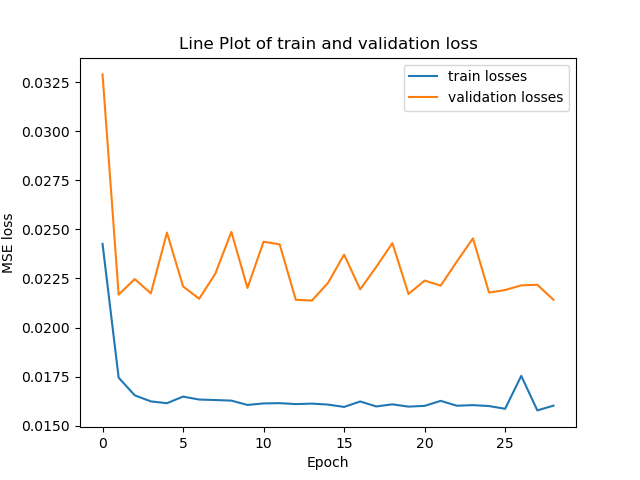 Line Plot of train and validation loss
train losses
validation losses
MSE loss
0.0325
0.0300
0.0275
0.0250
0.0225
0.0200
0.0175
0.0150
0 5 10 15 20 25
Epoch